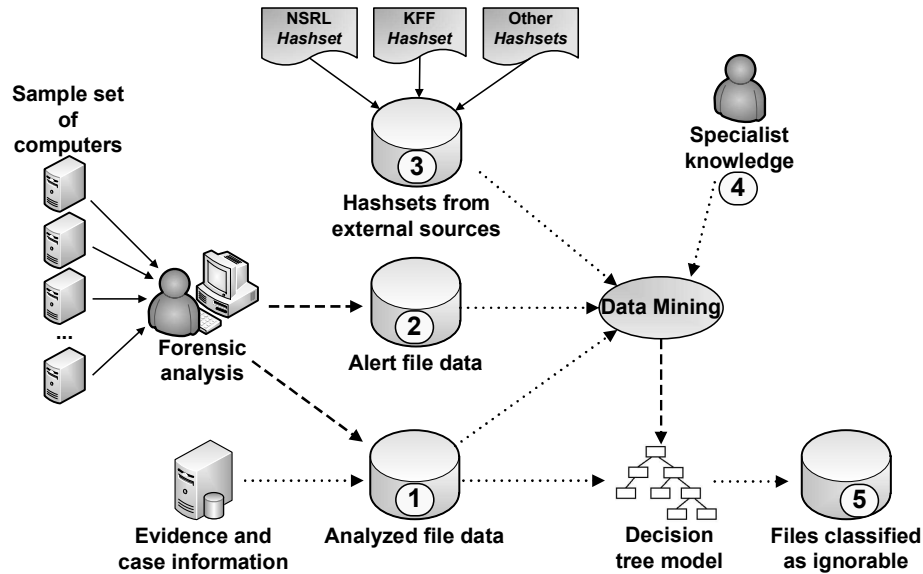 NSRL
Hashset
KFF
Hashset
Other
Hashsets
Sample set
of
computers
3
Hashsets from
external sources
Specialist
knowledge
4
...
Forensic
analysis
2
Alert file data
Data Mining
Evidence and
case information
1
Analyzed file data
Decision
tree model
5
Files classified
as ignorable